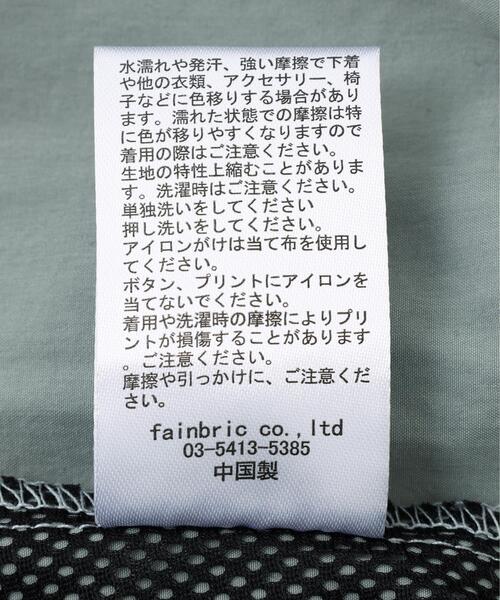 水濡れや発汗、強い摩擦で下着
や他の衣類、アクセサリー、椅
子などに色移りする場合があり
ます。濡れた状態での摩擦は特
に色が移りやすくなりますので
着用の際はご注意ください。
生地の特性上縮むことがありま
す。洗濯時はご注意ください。
単独洗いをしてください
押し洗いをしてください。
アイロンがけは当て布を使用し
てください。
ボタン、プリントにアイロンを
当てないでください。
着用や洗濯時の摩擦によりプリ
ントが損傷することがあります
。ご注意ください。
摩擦や引っかけに、ご注意くだ
さい。
fainbric co.,ltd
03-5413-5385
中国製